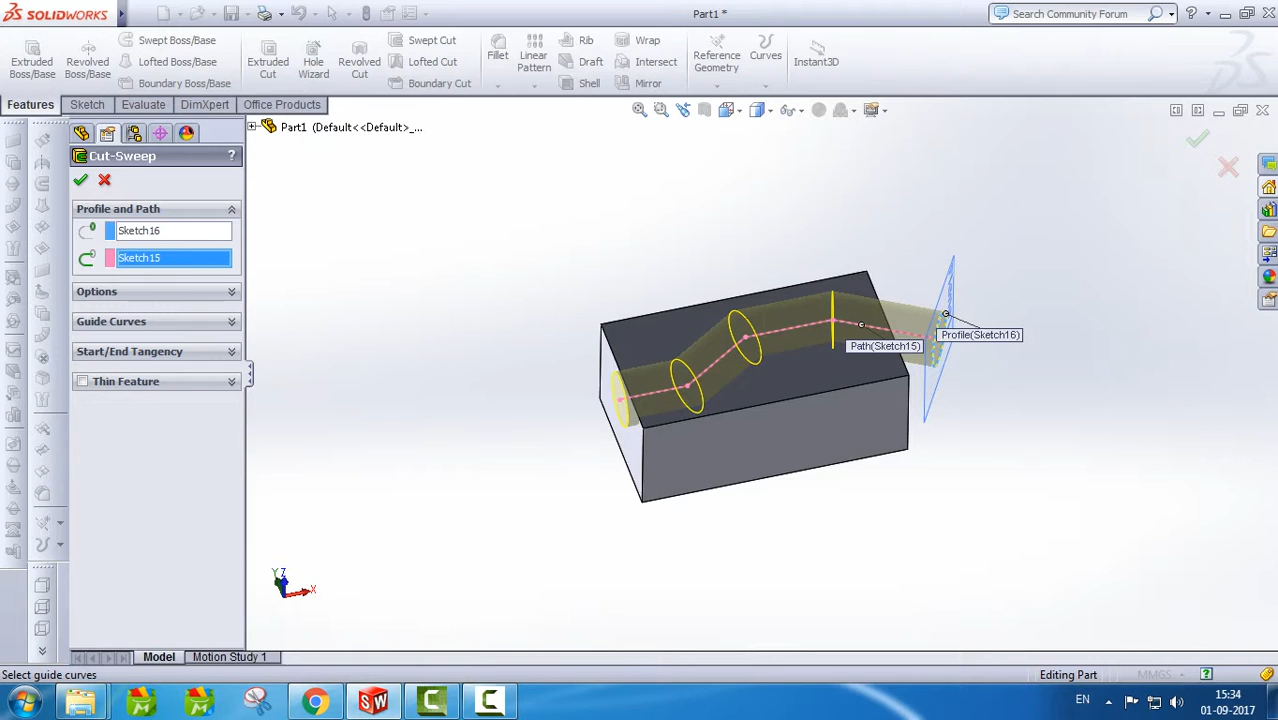 SOLIDWORKS
Part1 *
Search Community Forum
Extruded Boss/Base
Revolved Boss/Base
Swept Boss/Base
Lofted Boss/Base
Boundary Boss/Base
Extruded Cut
Hole Wizard
Revolved Cut
Swept Cut
Lofted Cut
Boundary Cut
Fillet
Linear Pattern
Rib
Draft
Shell
Wrap
Intersect
Mirror
Reference Geometry
Curves
Instant3D
Features
Sketch
Evaluate
DimXpert
Office Products
Part1 (Default<<Default>_...
Cut-Sweep
?
Profile and Path
Sketch16
Sketch15
Options
Guide Curves
Start/End Tangency
Thin Feature
Profile(Sketch16)
Path(Sketch15)
Y Z
X
Model
Motion Study 1
Select guide curves
Editing Part
MMGS
EN
15:34
01-09-2017